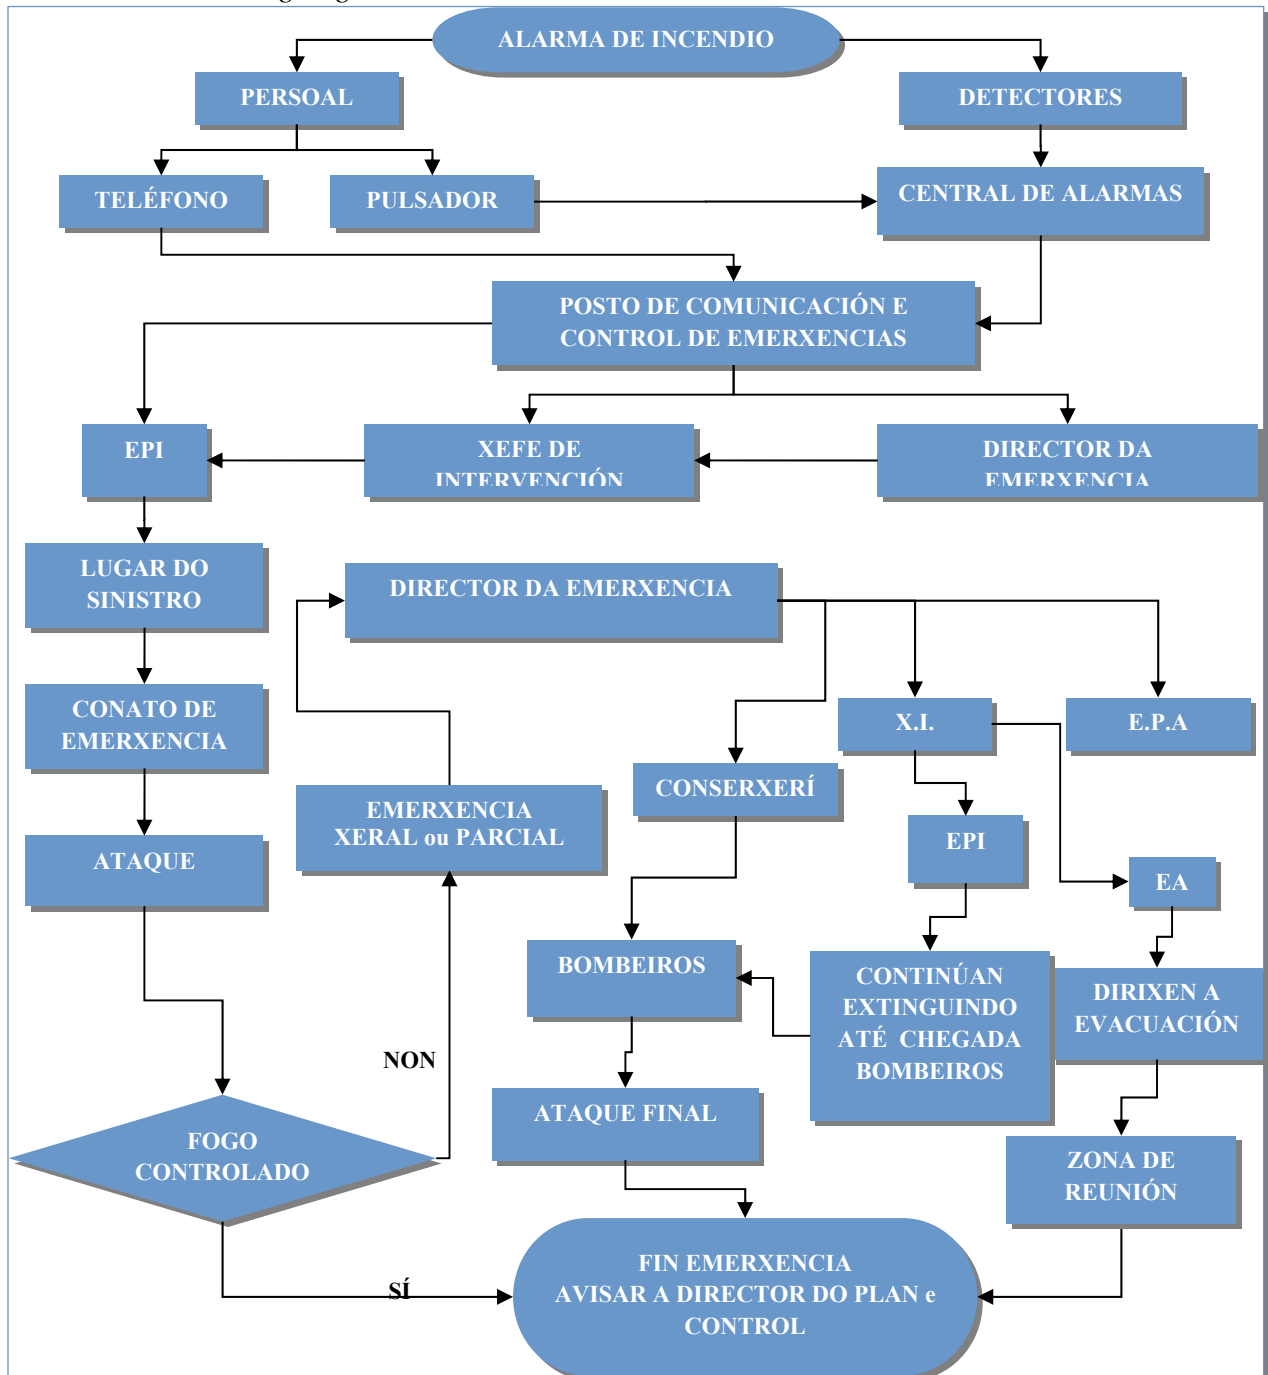 ALARMA DE INCENDIO
PERSOAL
DETECTORES
TELÉFONO
PULSADOR
CENTRAL DE ALARMAS
POSTO DE COMUNICACIÓN E
CONTROL DE EMERXENCIAS
EPI
XEFE DE
INTERVENCIÓN
DIRECTOR DA
EMERXENCIA
LUGAR DO
SINISTRO
DIRECTOR DA EMERXENCIA
CONATO DE
EMERXENCIA
X.I.
E.P.A
CONSERXERÍ
EMERXENCIA
XERAL ou PARCIAL
ATAQUE
EPI
EA
BOMBEIROS
CONTINÚAN
EXTINGUINDO
ATÉ CHEGADA
BOMBEIROS
DIRIXEN A
EVACUACIÓN
NON
ATAQUE FINAL
FOGO
CONTROLADO
ZONA DE
REUNIÓN
SÍ
FIN EMERXENCIA
AVISAR A DIRECTOR DO PLAN e
CONTROL